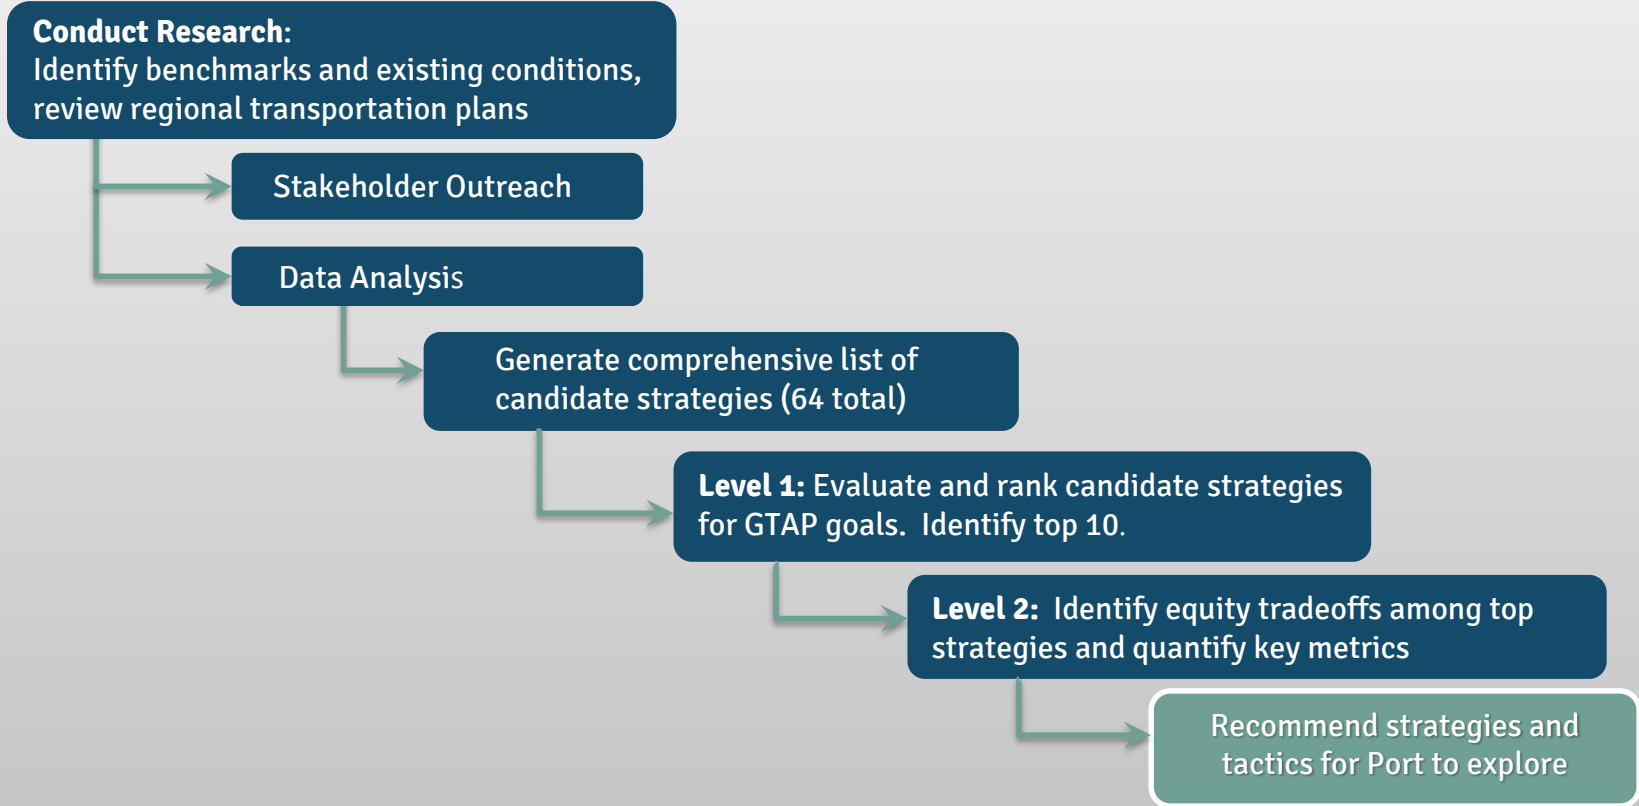 Conduct Research:
Identify benchmarks and existing conditions,
review regional transportation plans
Stakeholder Outreach
Data Analysis
Generate comprehensive list of
candidate strategies (64 total)
Level 1: Evaluate and rank candidate strategies
for GTAP goals.  Identify top 10.
Level 2:  Identify equity tradeoffs among top
strategies and quantify key metrics
Recommend strategies and
tactics for Port to explore